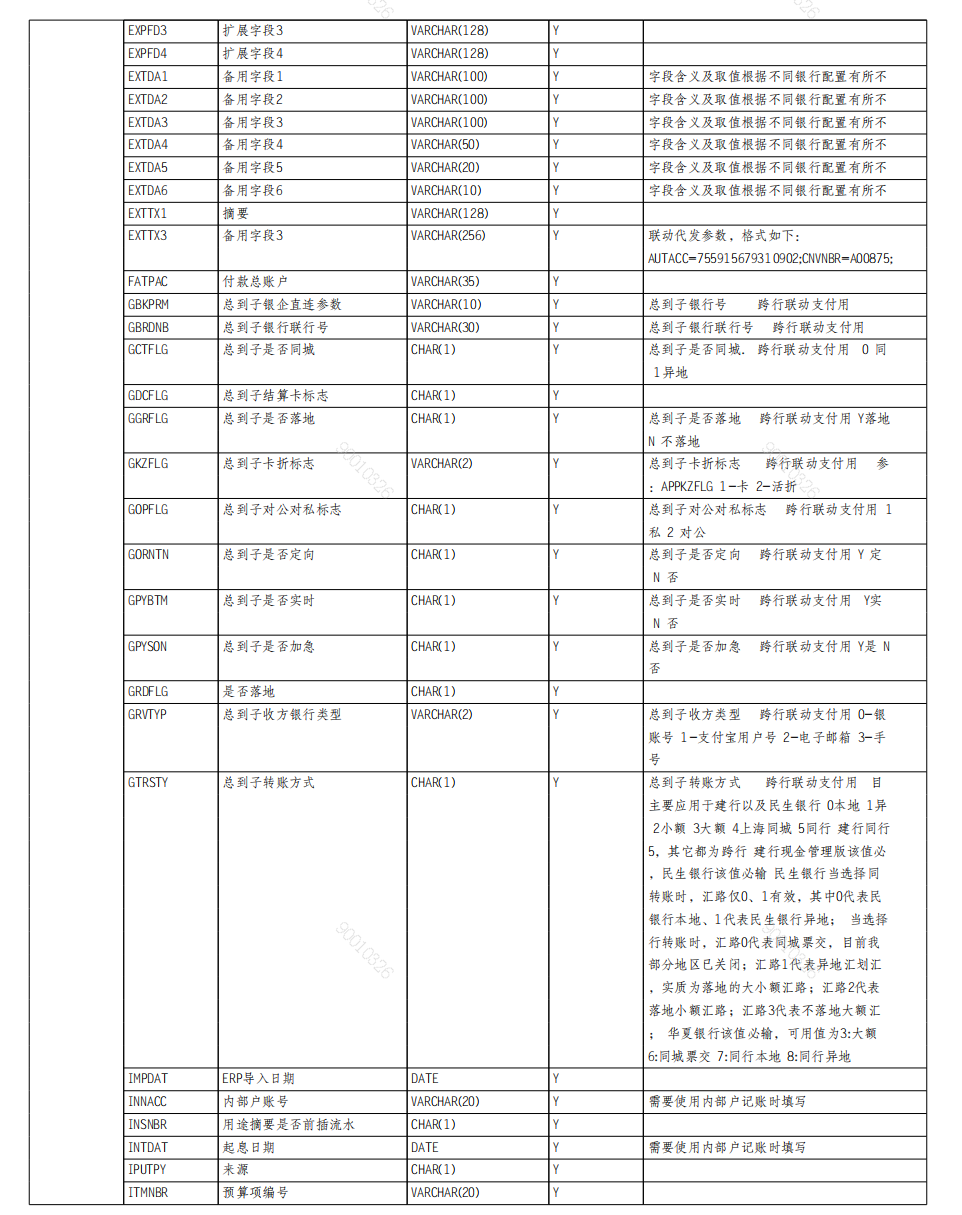 EXPFD3 扩展字段3 VARCHAR(128) Y
EXPFD4 扩展字段4 VARCHAR(128) Y
EXTDA1 备用字段1 VARCHAR(100) Y 字段含义及取值根据不同银行配置有所不
EXTDA2 备用字段2 VARCHAR(100) Y 字段含义及取值根据不同银行配置有所不
EXTDA3 备用字段3 VARCHAR(100) Y 字段含义及取值根据不同银行配置有所不
EXTDA4 备用字段4 VARCHAR(50) Y 字段含义及取值根据不同银行配置有所不
EXTDA5 备用字段5 VARCHAR(20) Y 字段含义及取值根据不同银行配置有所不
EXTDA6 备用字段6 VARCHAR(10) Y 字段含义及取值根据不同银行配置有所不
EXTTX1 摘要 VARCHAR(128) Y
EXTTX3 备用字段3 VARCHAR(256) Y 联动代发参数，格式如下：
AUTACC=755915679310902;CNVNBR=A00875;
FATPAC 付款总账户 VARCHAR(35) Y
GBKPRM 总到子银企直连参数 VARCHAR(10) Y 总到子银行号 跨行联动支付用
GBRDNB 总到子银行联行号 VARCHAR(30) Y 总到子银行联行号 跨行联动支付用
GCTFLG 总到子是否同城 CHAR(1) Y 总到子是否同城. 跨行联动支付用 0 同
1异地
GDCFLG 总到子结算卡标志 CHAR(1) Y
GGRFLG 总到子是否落地 CHAR(1) Y 总到子是否落地 跨行联动支付用 Y落地
N 不落地
GKZFLG 总到子卡折标志 VARCHAR(2) Y 总到子卡折标志 跨行联动支付用 参
：APPKZFLG 1-卡 2-活折
GOPFLG 总到子对公对私标志 CHAR(1) Y 总到子对公对私标志 跨行联动支付用 1
私 2 对公
GORNTN 总到子是否定向 CHAR(1) Y 总到子是否定向 跨行联动支付用 Y 定
N 否
GPYBTM 总到子是否实时 CHAR(1) Y 总到子是否实时 跨行联动支付用 Y实
N 否
GPYSON 总到子是否加急 CHAR(1) Y 总到子是否加急 跨行联动支付用 Y是 N
否
GRDFLG 是否落地 CHAR(1) Y
GRVTYP 总到子收方银行类型 VARCHAR(2) Y 总到子收方类型 跨行联动支付用 0-银
账号 1-支付宝用户号 2-电子邮箱 3-手
号
GTRSTY 总到子转账方式 CHAR(1) Y 总到子转账方式 跨行联动支付用 目
主要应用于建行以及民生银行 0本地 1异
2小额 3大额 4上海同城 5同行 建行同行
5，其它都为跨行 建行现金管理版该值必
，民生银行该值必输 民生银行当选择同
转账时，汇路仅0、1有效，其中0代表民
银行本地、1代表民生银行异地； 当选择
行转账时，汇路0代表同城票交，目前我
部分地区已关闭；汇路1代表异地汇划汇
，实质为落地的大小额汇路；汇路2代表
落地小额汇路；汇路3代表不落地大额汇
； 华夏银行该值必输，可用值为3:大额
6:同城票交 7:同行本地 8:同行异地
IMPDAT ERP导入日期 DATE Y
INNACC 内部户账号 VARCHAR(20) Y 需要使用内部户记账时填写
INSNBR 用途摘要是否前插流水 CHAR(1) Y
INTDAT 起息日期 DATE Y 需要使用内部户记账时填写
IPUTPY 来源 CHAR(1) Y
ITMNBR 预算项编号 VARCHAR(20) Y
90010326
90010326
90010326
90010326